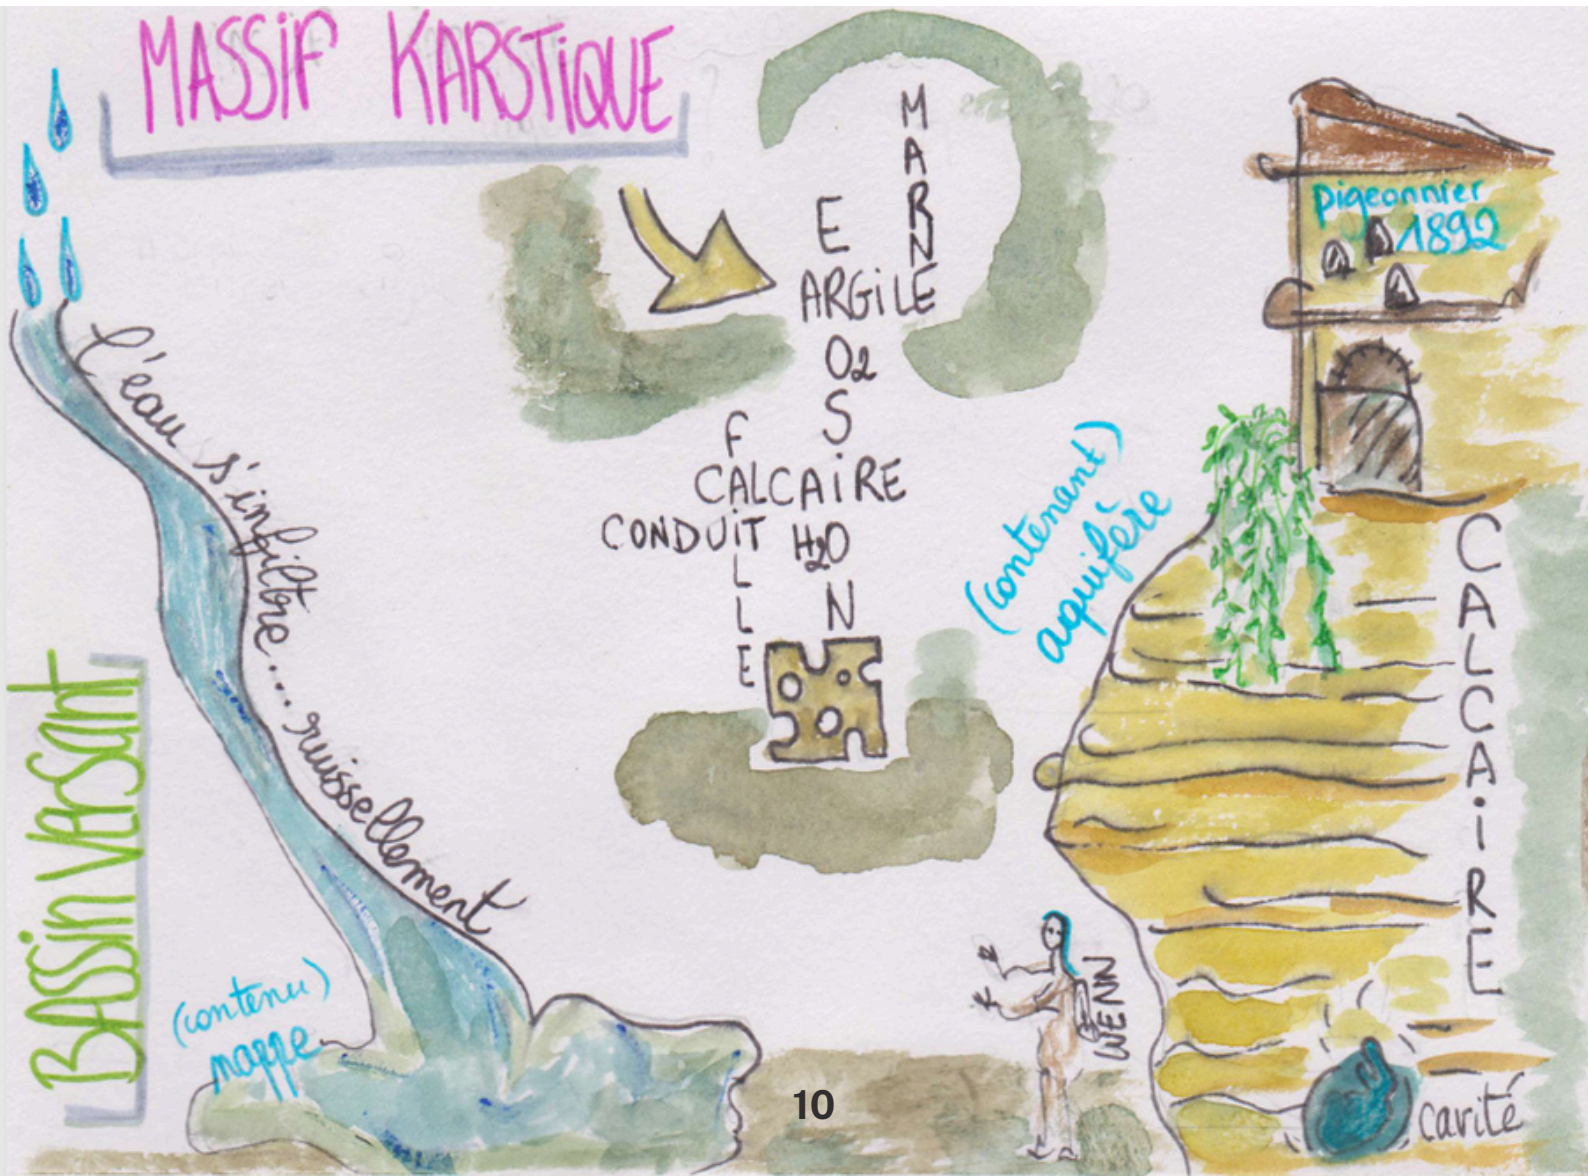 MASSIF KARSTIQUE
MARNE
E
ARGILE
O2
S
FAILLE
CALCAIRE
CONDUIT
H2O
N
pigeonnier
1892
l'eau s'infiltre... ruissellement
(contenant)
aquifère
CALCAIRE
BASSIN VERSANT
(contenu)
nappe
WENN
10
cavité